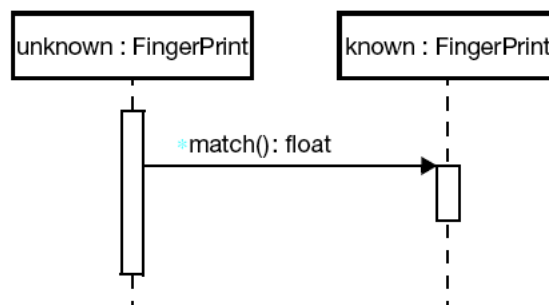 unknown : FingerPrint
known : FingerPrint
*match(): float